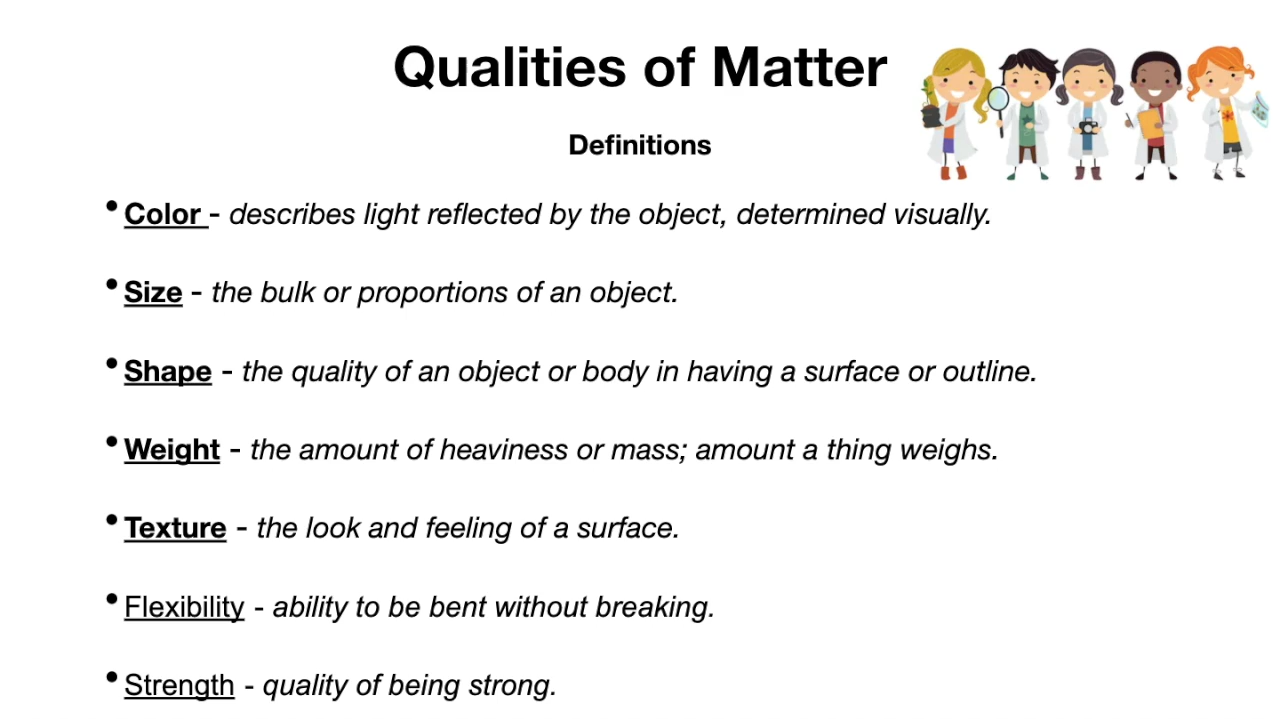 Qualities of Matter
Definitions
• Color - describes light reflected by the object, determined visually.
• Size - the bulk or proportions of an object.
• Shape - the quality of an object or body in having a surface or outline.
• Weight - the amount of heaviness or mass; amount a thing weighs.
• Texture - the look and feeling of a surface.
• Flexibility - ability to be bent without breaking.
• Strength - quality of being strong.